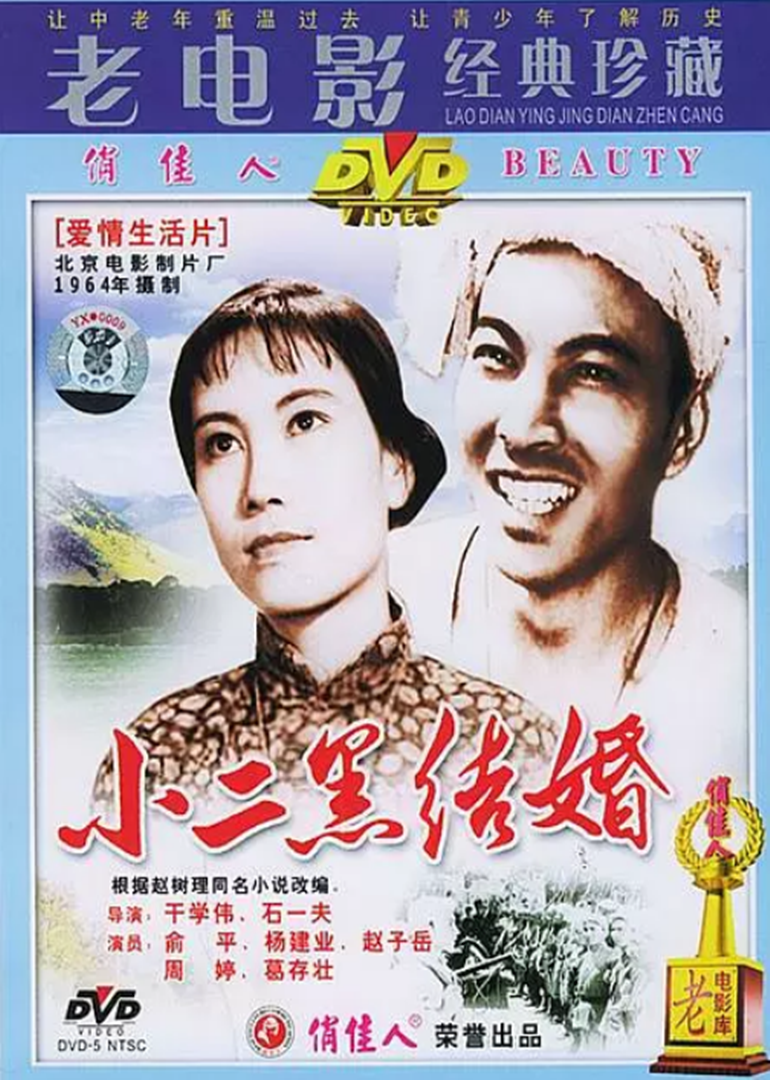 让中老年重温过去 让青少年了解历史
老电影 经典珍藏
LAO DIAN YING JING DIAN ZHEN CANG
俏佳人 DVD VIDEO BEAUTY
[爱情生活片]
北京电影制片厂
1964年摄制
YX●0009
小二黑结婚
根据赵树理同名小说改编。
导演：干学伟、石一夫
演员：俞 平、杨建业、赵子岳
周 婷、葛存壮
俏佳人
老电影库
DVD
VIDEO
DVD-5 NTSC
俏佳人® 荣誉出品